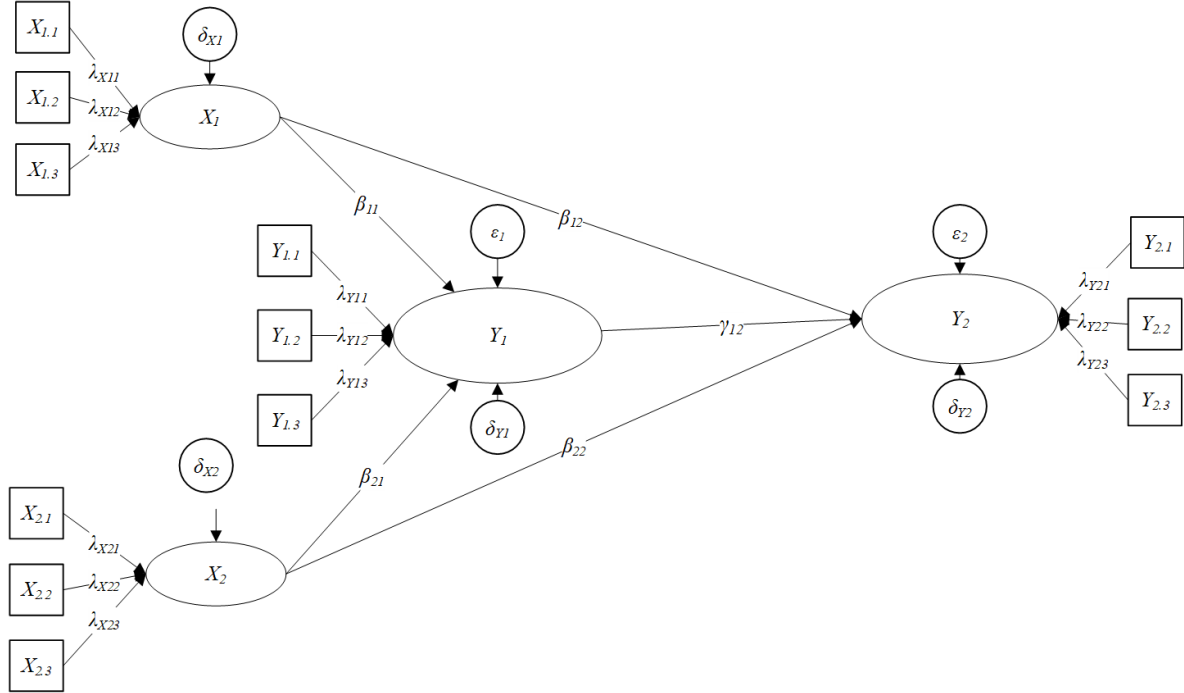 X1.1
δX1
λX11
X1.2
λX12
X1
λX13
X1.3
β11
β12
ε1
ε2
Y1.1
Y2.1
λY11
λY21
Y1.2
λY12
Y1
γ12
Y2
λY22
Y2.2
λY13
λY23
Y1.3
δY1
δY2
Y2.3
β22
δX2
β21
X2.1
λX21
X2.2
λX22
X2
λX23
X2.3